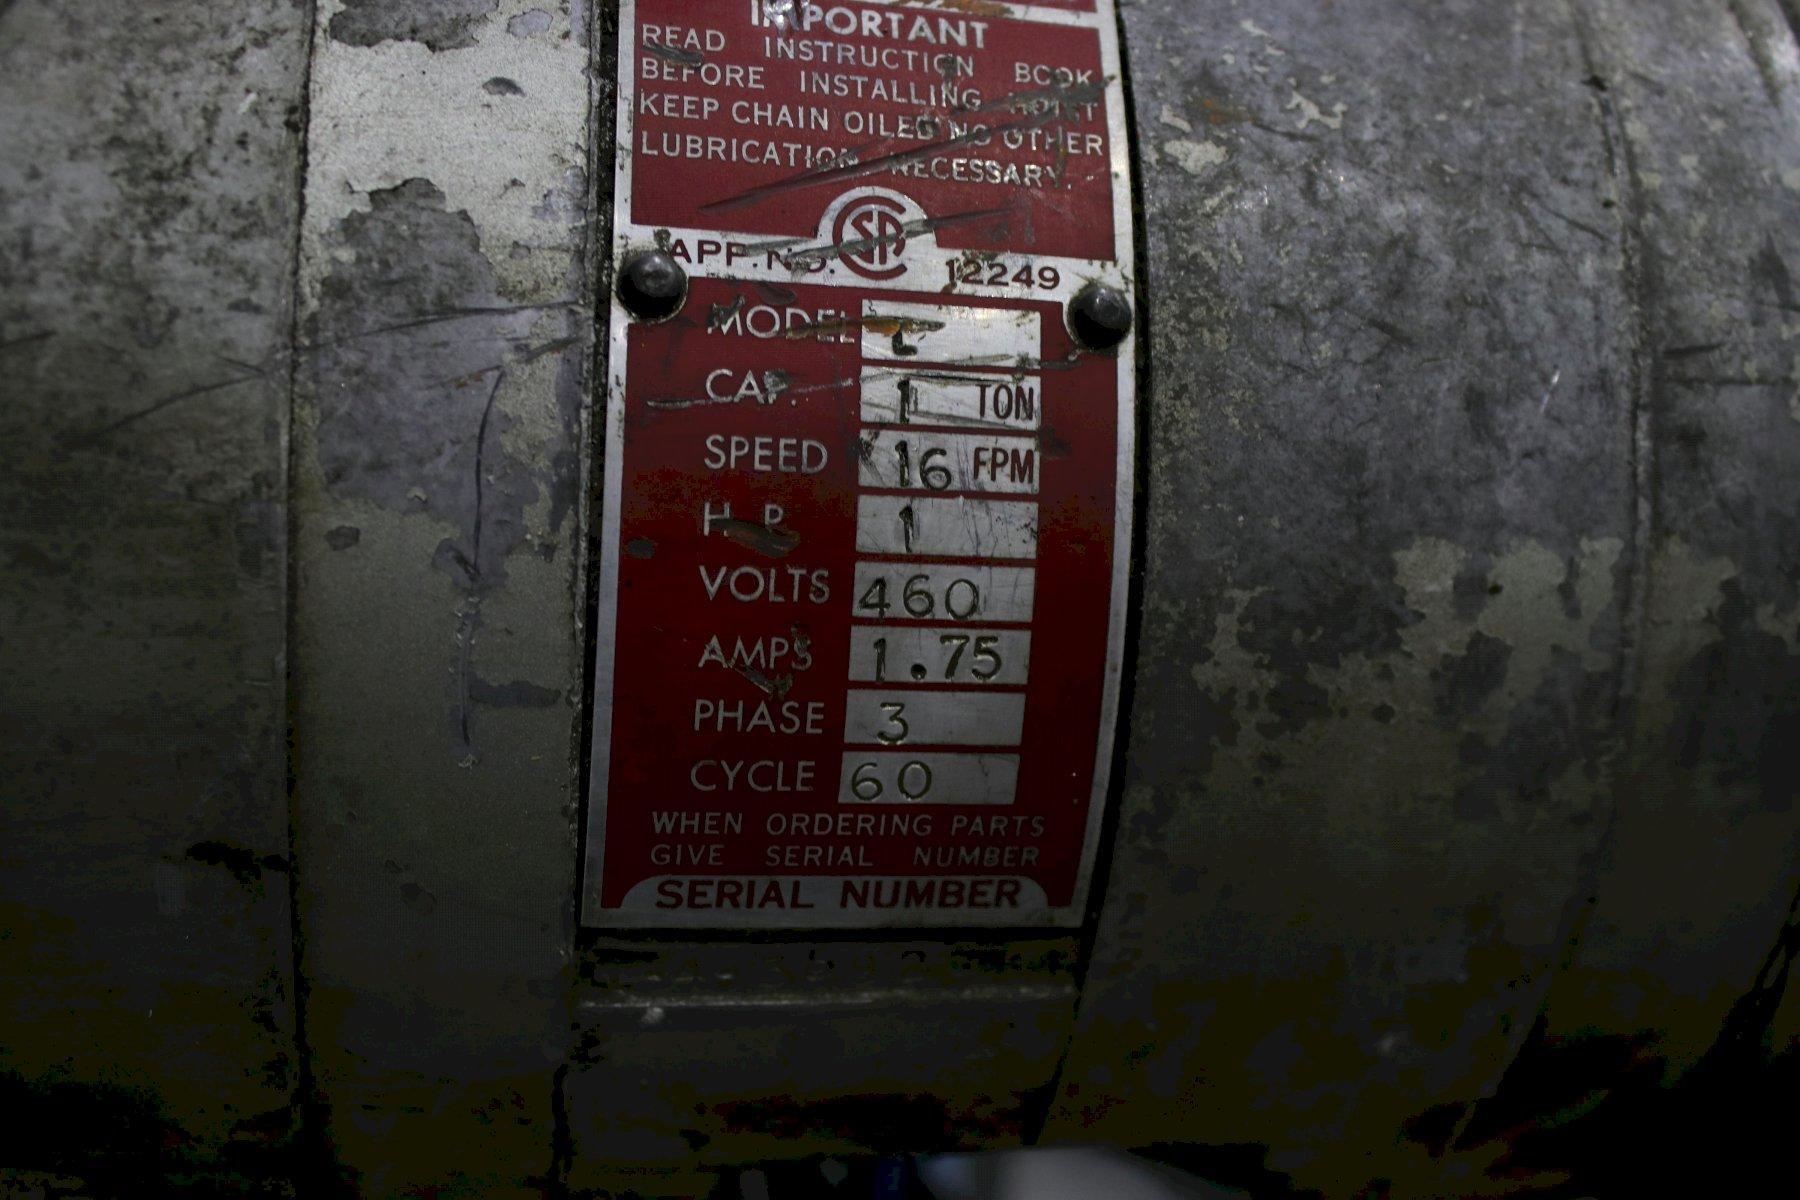 IMPORTANT
READ INSTRUCTION BOOK
BEFORE INSTALLING HOIST
KEEP CHAIN OILED NO OTHER
LUBRICATION NECESSARY.
APP. NO. CSA 12249
MODEL L
CAP. 1 TON
SPEED 16 FPM
H.P. 1
VOLTS 460
AMPS 1.75
PHASE 3
CYCLE 60
WHEN ORDERING PARTS
GIVE SERIAL NUMBER
SERIAL NUMBER